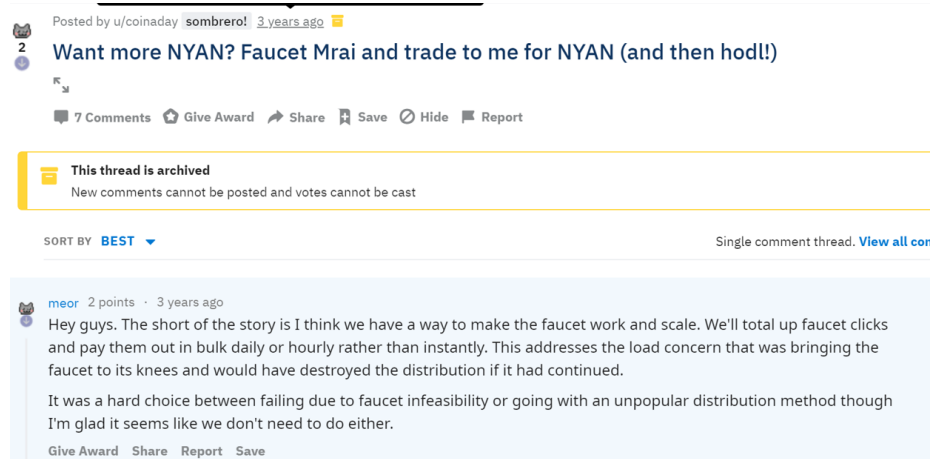 Posted by u/coinaday sombrero! 3 years ago
2
Want more NYAN? Faucet Mrai and trade to me for NYAN (and then hodl!)
7 Comments Give Award Share Save Hide Report
This thread is archived
New comments cannot be posted and votes cannot be cast
SORT BY BEST Single comment thread. View all con
meor 2 points · 3 years ago
Hey guys. The short of the story is I think we have a way to make the faucet work and scale. We'll total up faucet clicks
and pay them out in bulk daily or hourly rather than instantly. This addresses the load concern that was bringing the
faucet to its knees and would have destroyed the distribution if it had continued.
It was a hard choice between failing due to faucet infeasibility or going with an unpopular distribution method though
I'm glad it seems like we don't need to do either.
Give Award Share Report Save